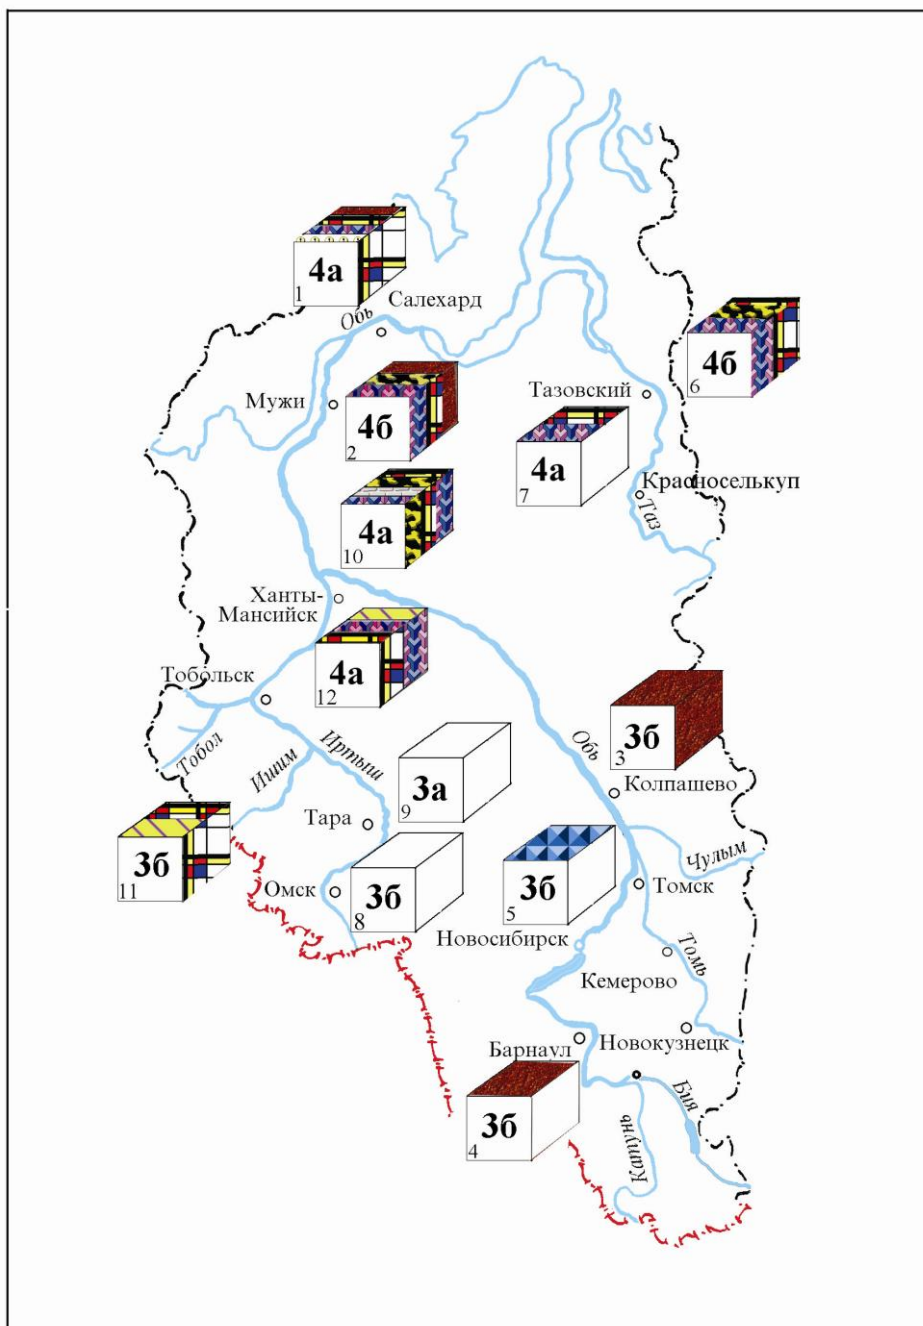 4а
1
Салехард
Обь
Мужи
4б
2
Тазовский
4б
6
4а
7
Красноселькуп
Таз
4а
10
Ханты-
Мансийск
4а
12
Тобольск
Тобол
Ишим
Иртыш
Обь
3б
3
Колпашево
3а
9
Тара
3б
11
Омск
3б
8
3б
5
Чулым
Томск
Новосибирск
Томь
Кемерово
Новокузнецк
Барнаул
Бия
3б
4
Катунь